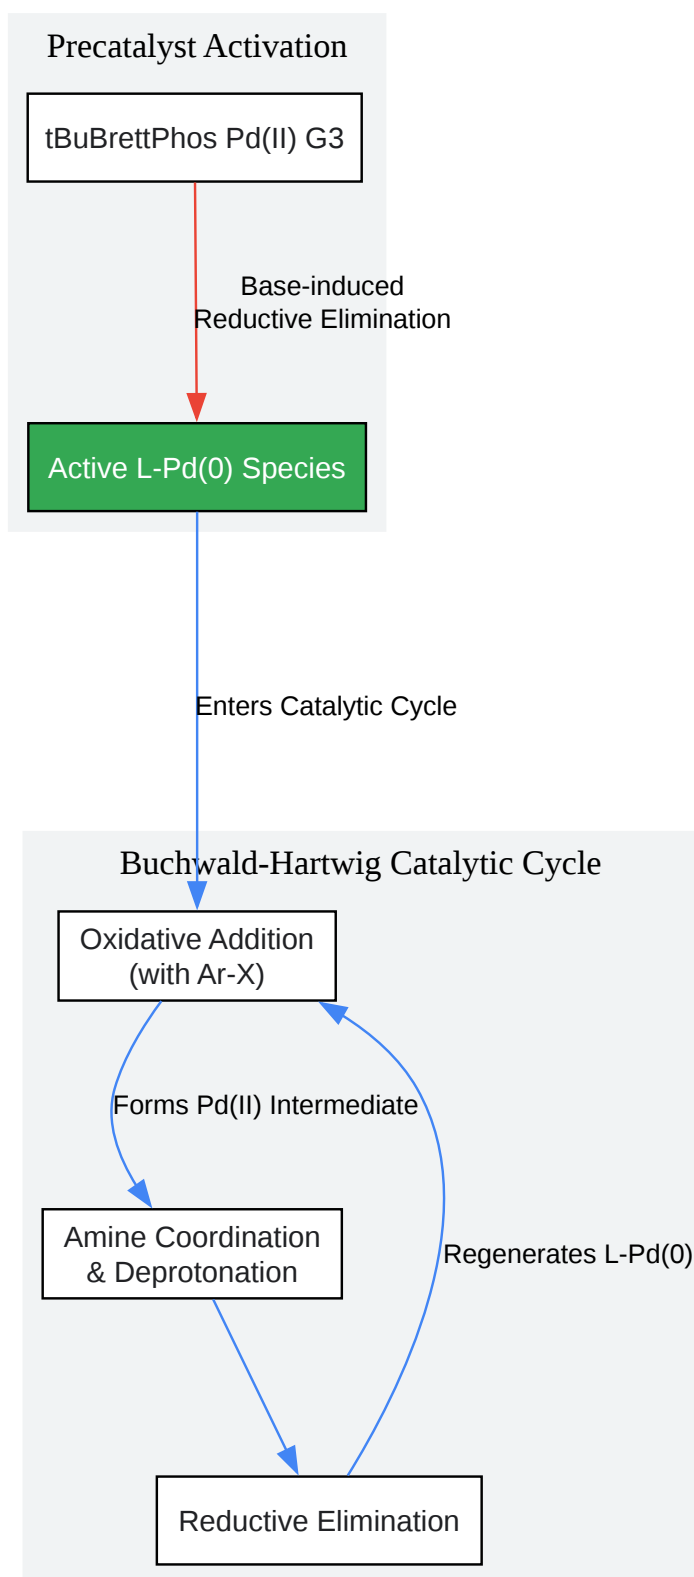 Precatalyst Activation
tBuBrettPhos Pd(II) G3
Base-induced
Reductive Elimination
Active L-Pd(0) Species
Enters Catalytic Cycle
Buchwald-Hartwig Catalytic Cycle
Oxidative Addition
(with Ar-X)
Forms Pd(II) Intermediate
Amine Coordination
& Deprotonation
Regenerates L-Pd(0)
Reductive Elimination